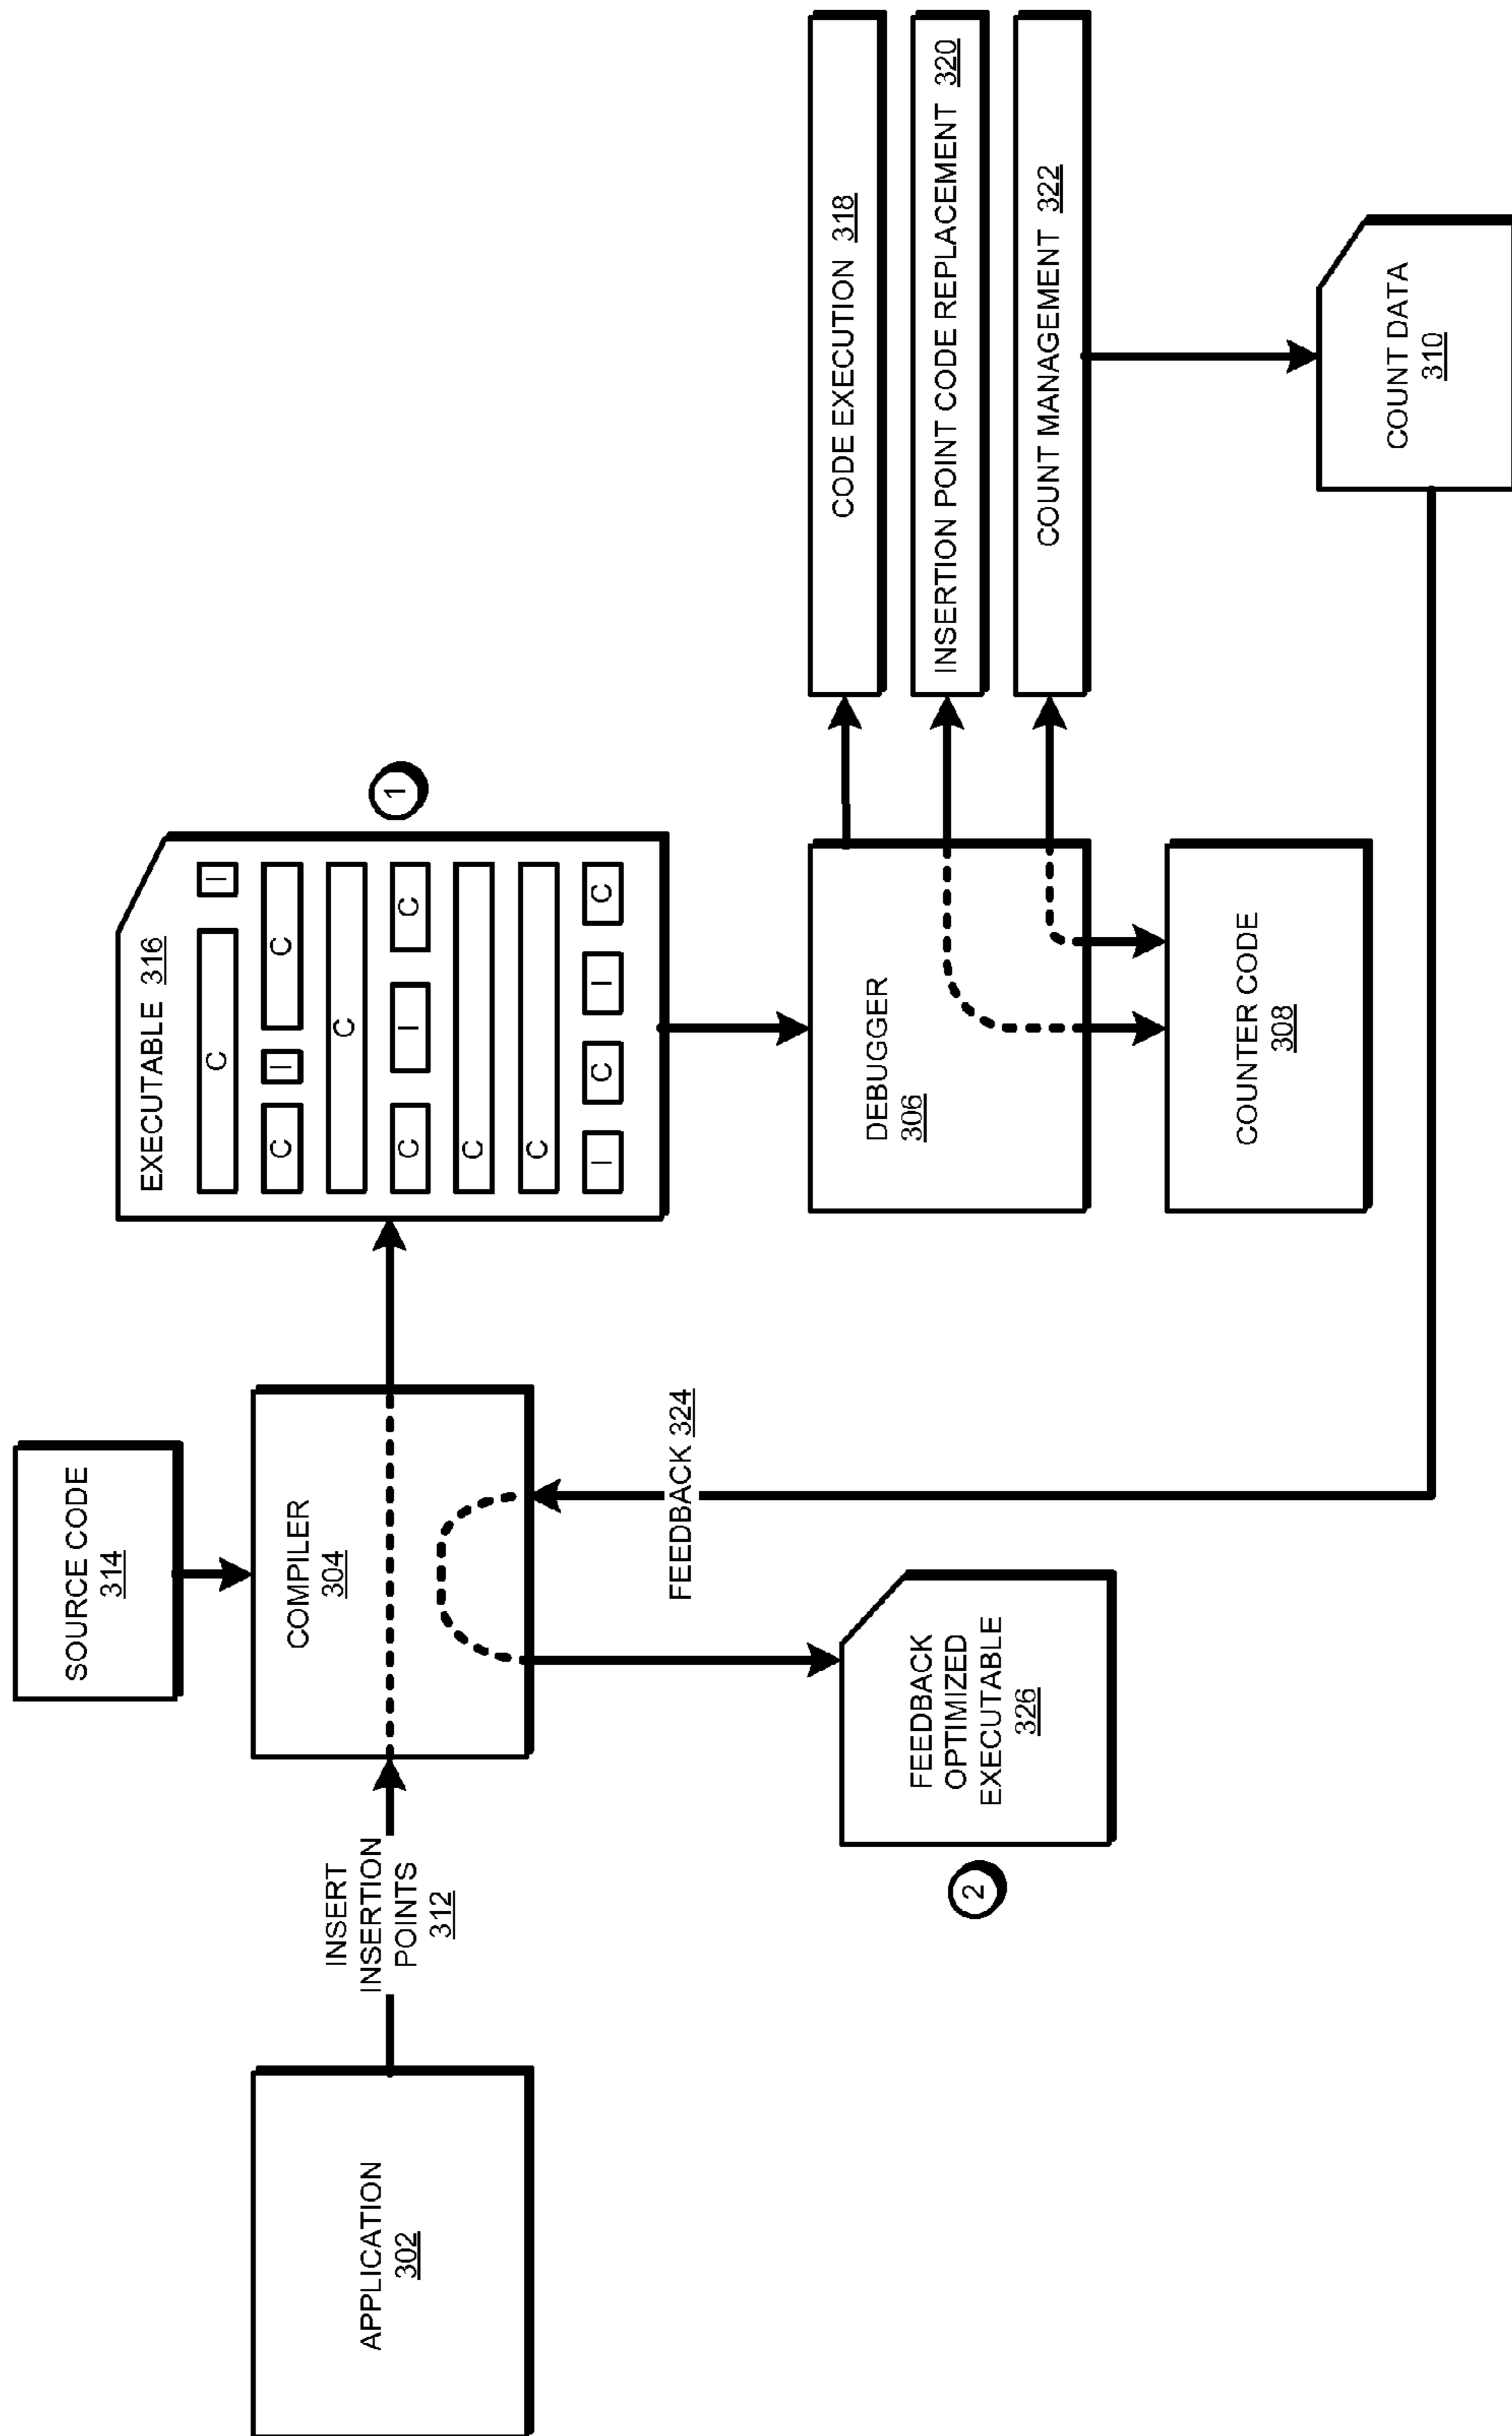 SOURCE CODE
314
APPLICATION
302
INSERT
INSERTION
POINTS
312
COMPILER
304
EXECUTABLE 316
C I
C I C
C
C I C
C
C
I C I C
1
FEEDBACK 324
2
FEEDBACK
OPTIMIZED
EXECUTABLE
326
DEBUGGER
306
CODE EXECUTION 318
INSERTION POINT CODE REPLACEMENT 320
COUNT MANAGEMENT 322
COUNTER CODE
308
COUNT DATA
310